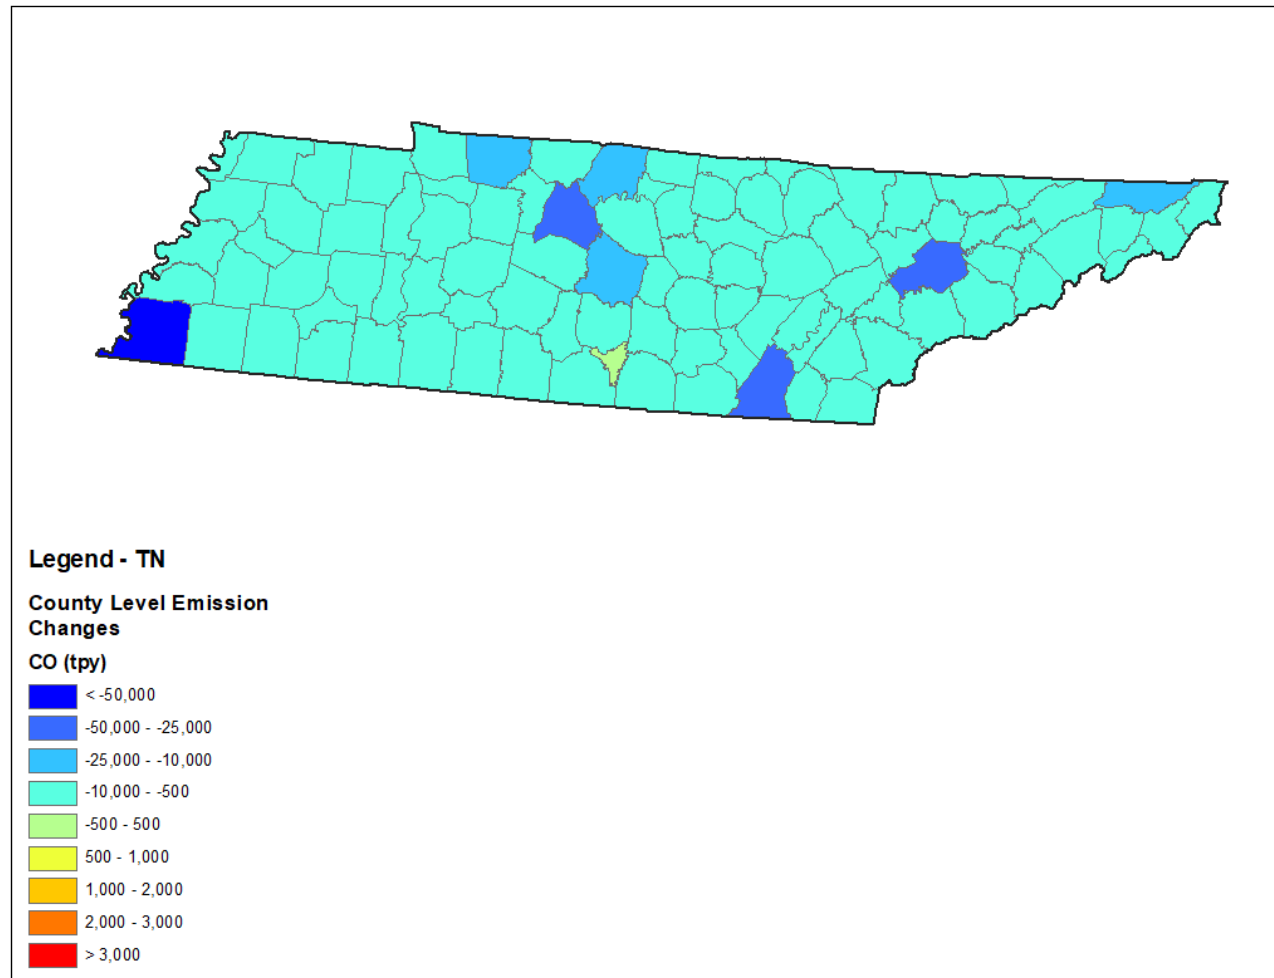 Legend - TN
County Level Emission
Changes
CO (tpy)
< -50,000
-50,000 - -25,000
-25,000 - -10,000
-10,000 - -500
-500 - 500
500 - 1,000
1,000 - 2,000
2,000 - 3,000
> 3,000